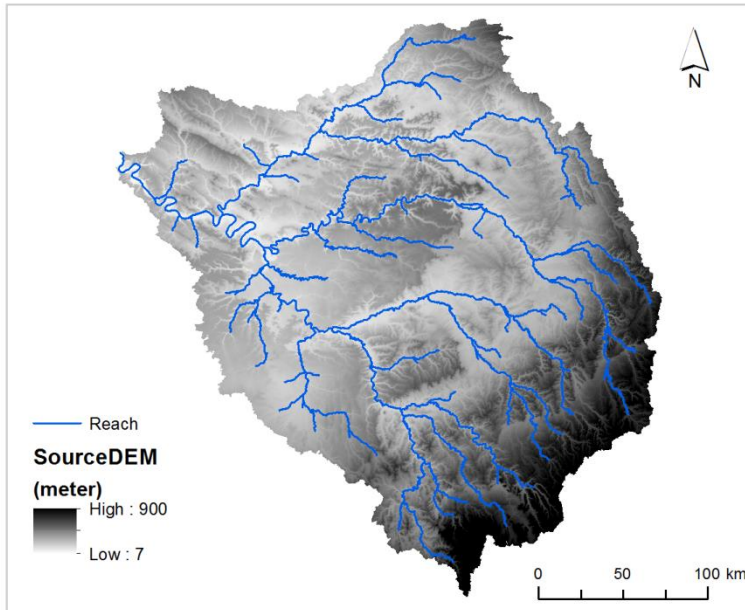 N
Reach
SourceDEM
(meter)
High : 900
Low : 7
0 50 100 km